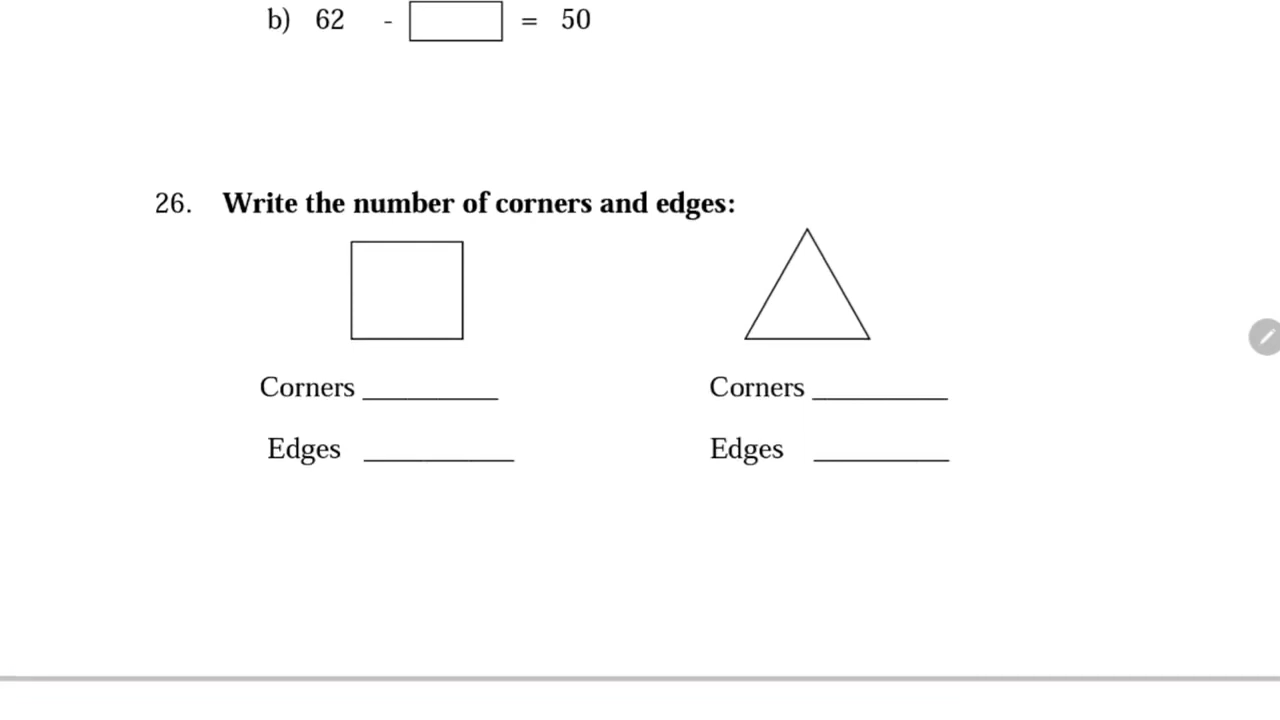 b) 62 - = 50
26. Write the number of corners and edges:
Corners __________ Corners __________
Edges ___________ Edges __________